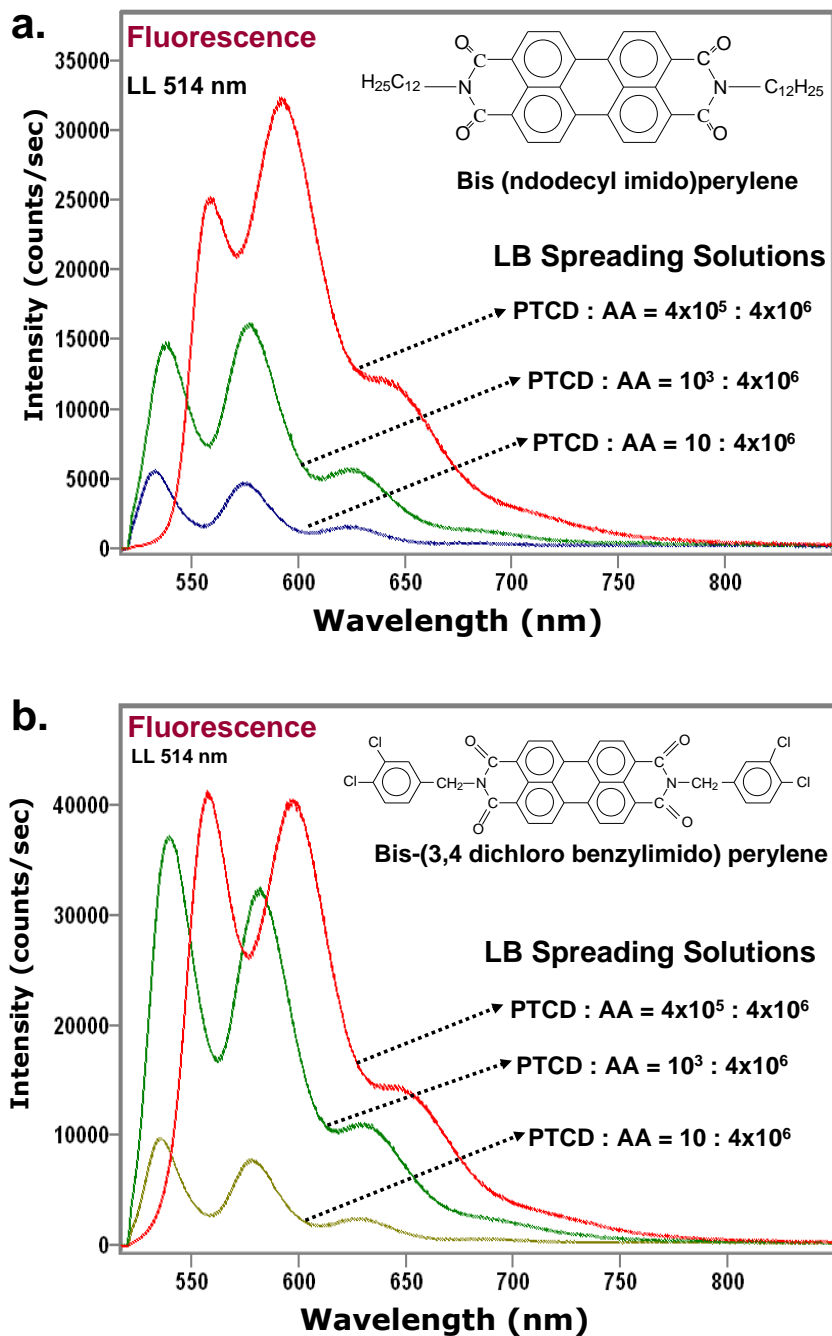 a.
Fluorescence
LL 514 nm
H25C12 N C C O O O O C C N C12H25
Bis (ndodecyl imido)perylene
LB Spreading Solutions
PTCD : AA = 4x10⁵ : 4x10⁶
PTCD : AA = 10³ : 4x10⁶
PTCD : AA = 10 : 4x10⁶
Intensity (counts/sec)
35000
30000
25000
20000
15000
10000
5000
0
550 600 650 700 750 800
Wavelength (nm)
b.
Fluorescence
LL 514 nm
Cl Cl CH2 N C C O O O O C C N CH2 Cl Cl
Bis-(3,4 dichloro benzylimido) perylene
LB Spreading Solutions
PTCD : AA = 4x10⁵ : 4x10⁶
PTCD : AA = 10³ : 4x10⁶
PTCD : AA = 10 : 4x10⁶
Intensity (counts/sec)
40000
30000
20000
10000
0
550 600 650 700 750 800
Wavelength (nm)